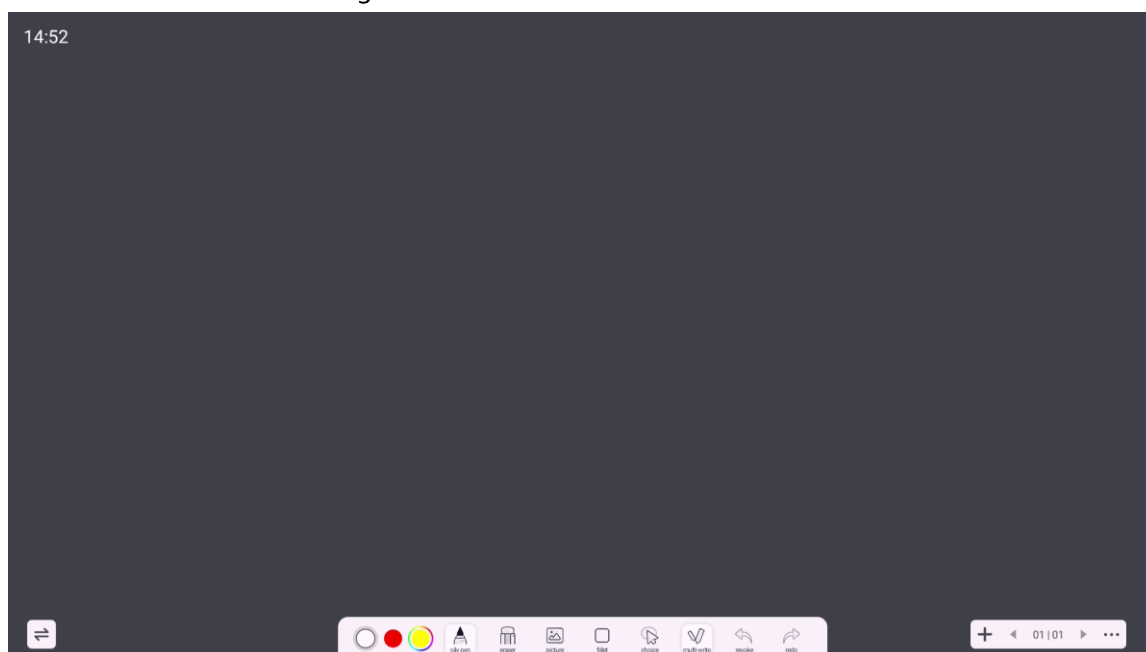 14:52
oily pen eraser picture fillet choice multi-write revoke redo
01|01